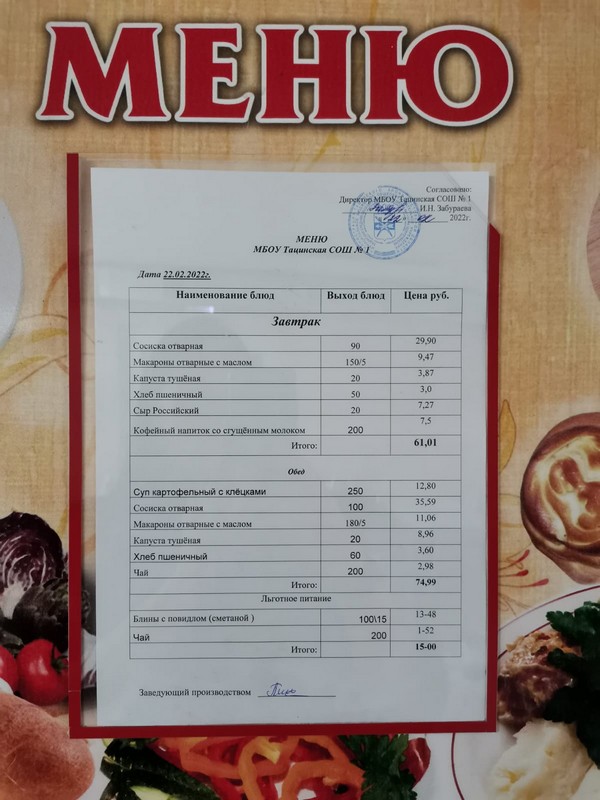 МЕНЮ
Согласовано:
Директор МБОУ Тацинская СОШ № 1
И.Н. Забураева
2022г.
МЕНЮ
МБОУ Тацинская СОШ № 1
Дата 22.02.2022г.
Наименование блюд Выход блюд Цена руб.
Завтрак
Сосиска отварная 90 29,90
Макароны отварные с маслом 150/5 9,47
Капуста тушёная 20 3,87
Хлеб пшеничный 50 3,0
Сыр Российский 20 7,27
Кофейный напиток со сгущённым молоком 200 7,5
Итого: 61,01
Обед
Суп картофельный с клёцками 250 12,80
Сосиска отварная 100 35,59
Макароны отварные с маслом 180/5 11,06
Капуста тушёная 20 8,96
Хлеб пшеничный 60 3,60
Чай 200 2,98
Итого: 74,99
Льготное питание
Блины с повидлом (сметаной ) 100\15 13-48
Чай 200 1-52
Итого: 15-00
Заведующий производством